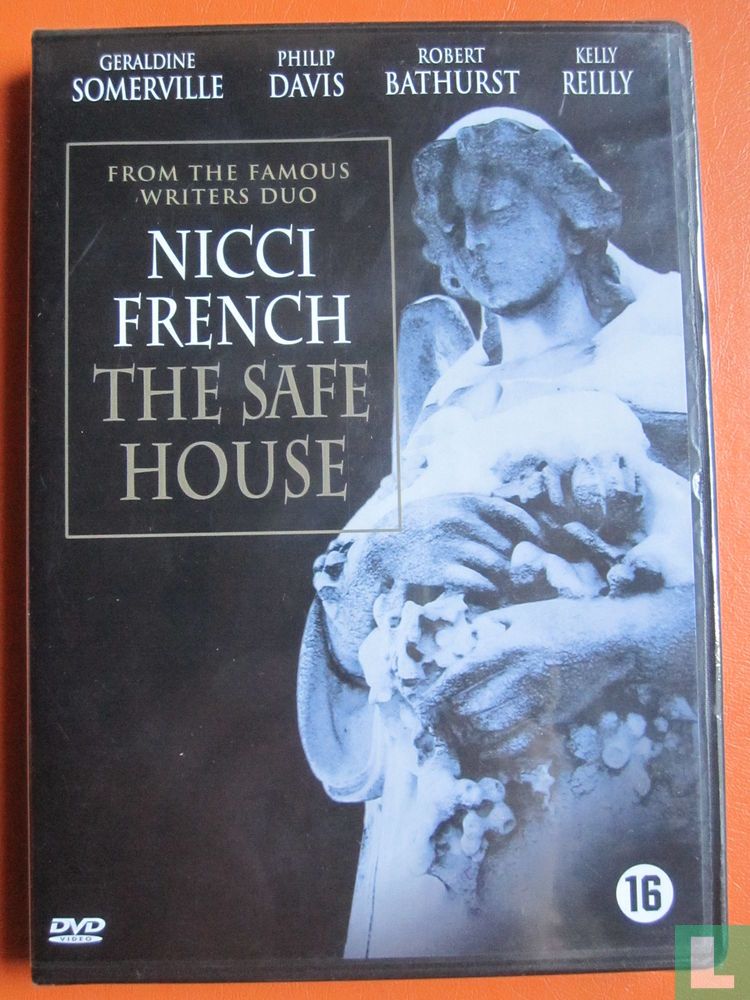 GERALDINE SOMERVILLE
PHILIP DAVIS
ROBERT BATHURST
KELLY REILLY
FROM THE FAMOUS
WRITERS DUO
NICCI
FRENCH
THE SAFE
HOUSE
16
DVD
VIDEO
L